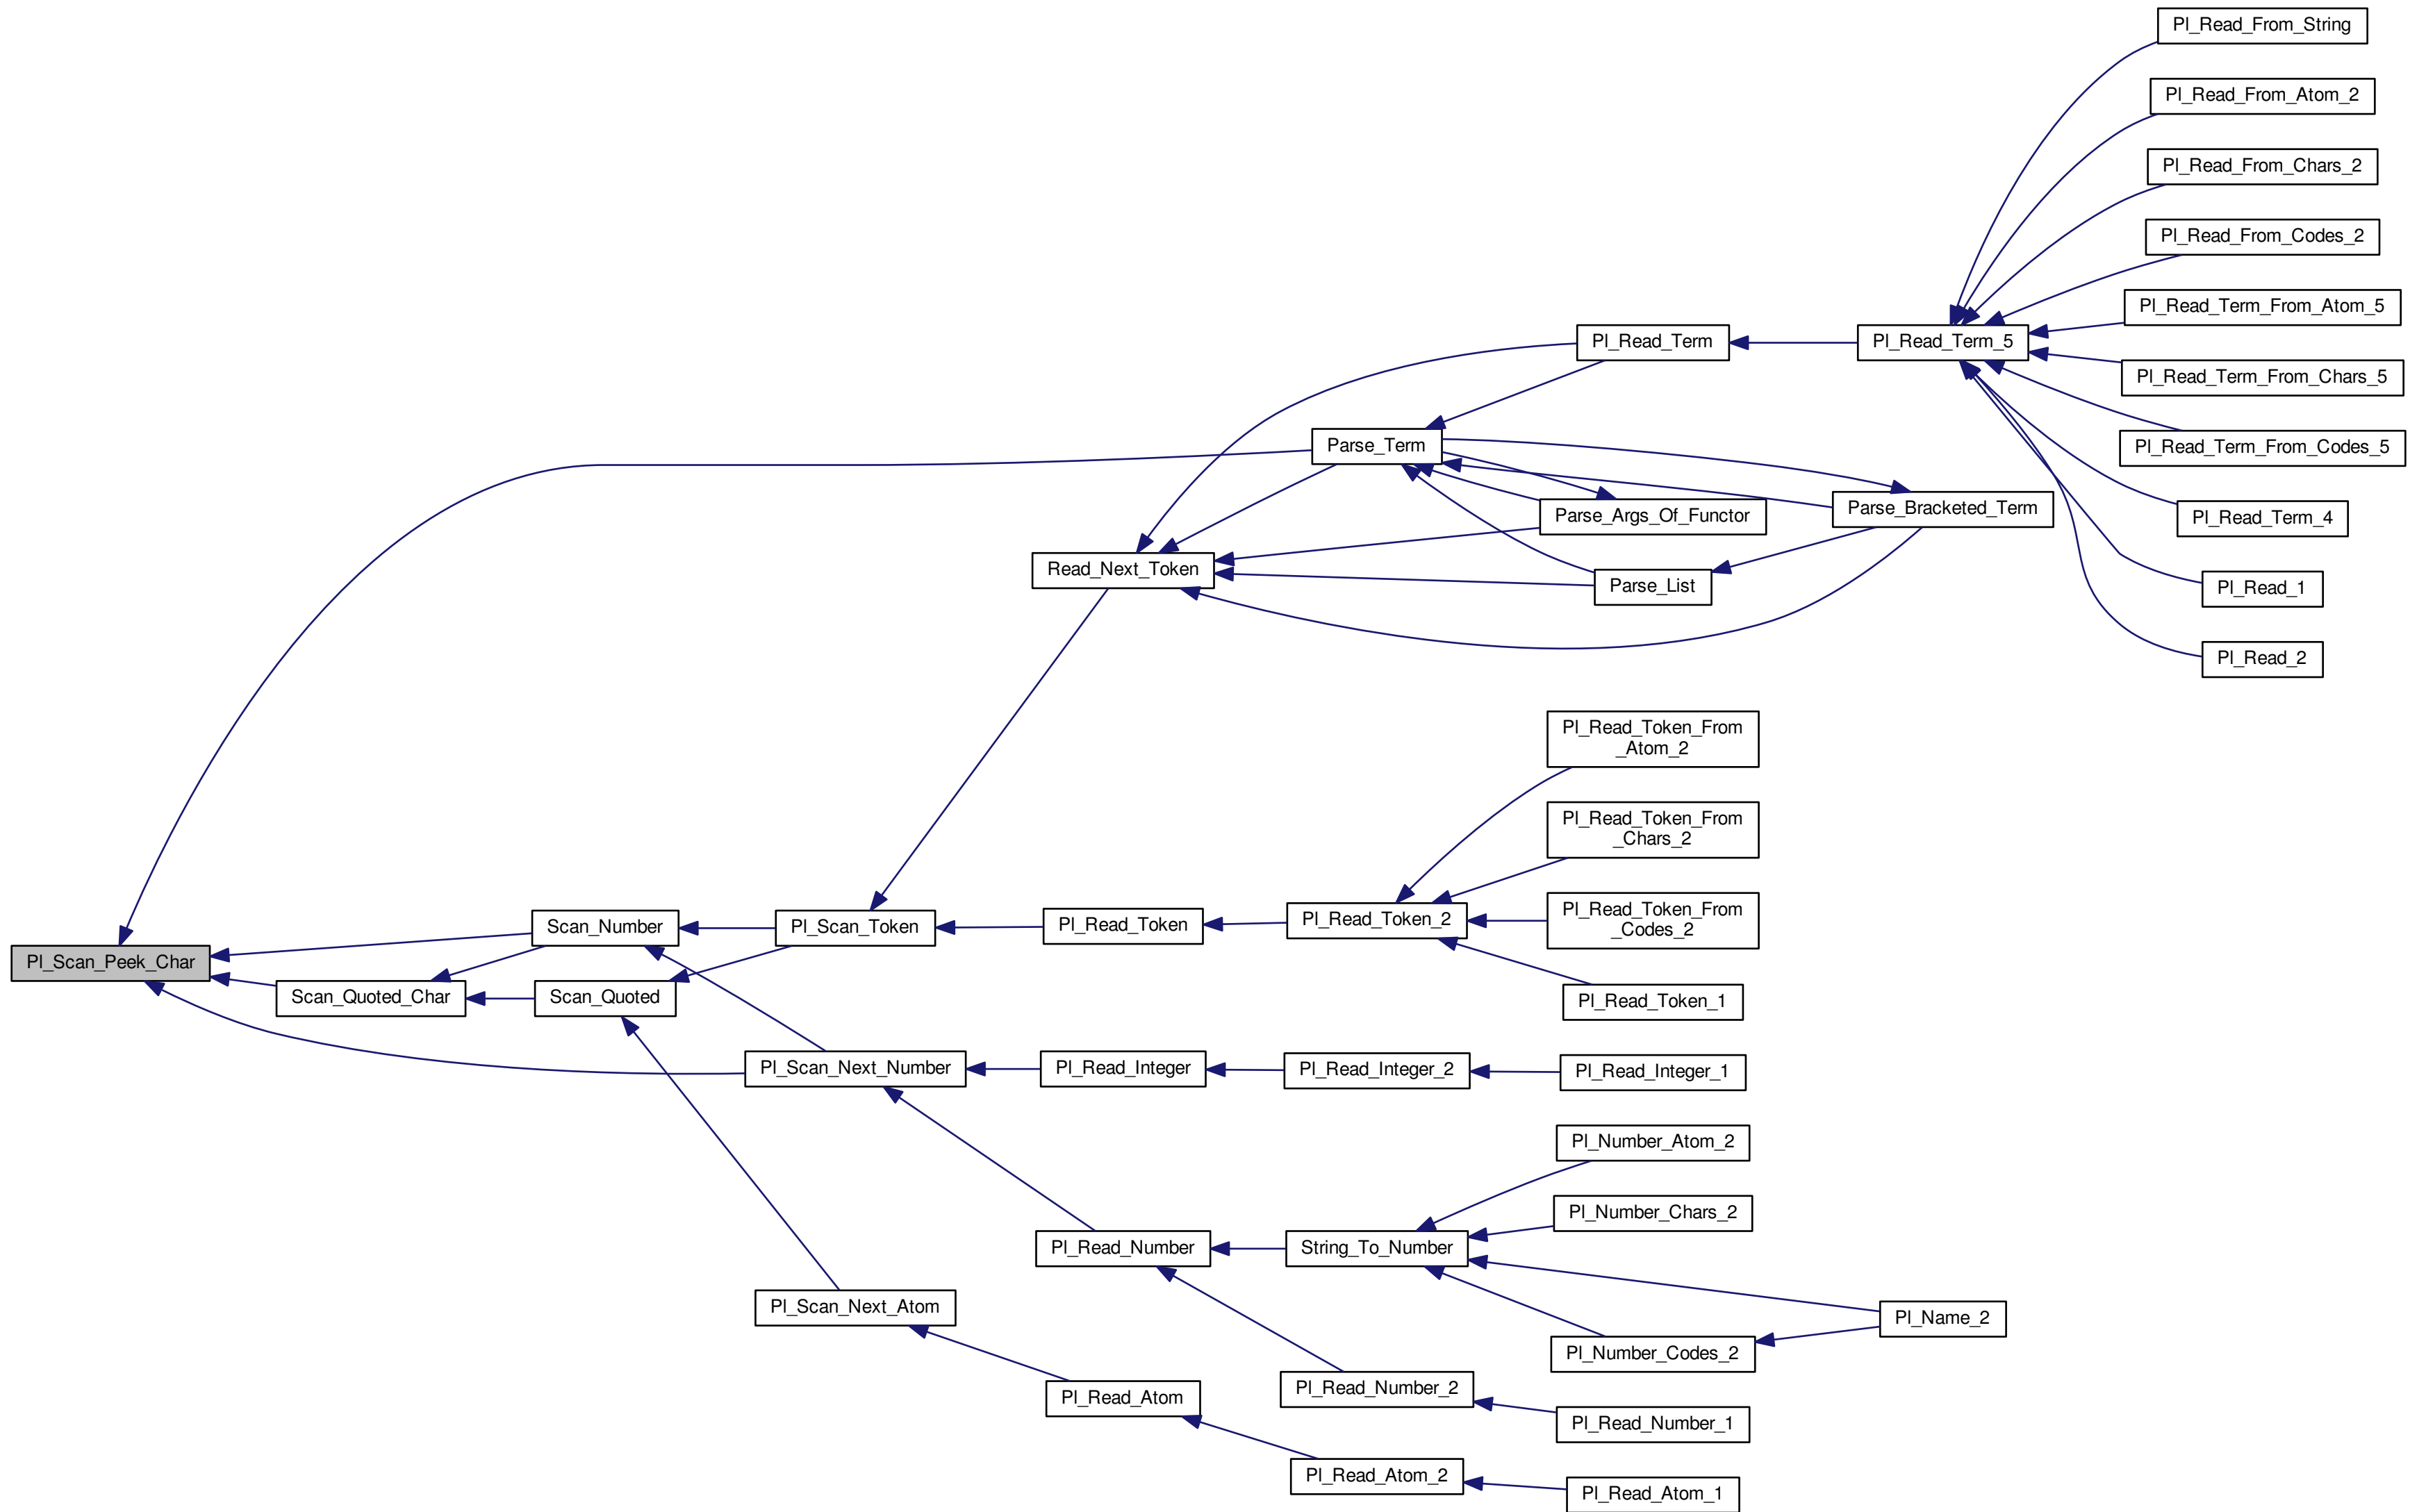 Pl_Read_From_String
Pl_Read_From_Atom_2
Pl_Read_From_Chars_2
Pl_Read_From_Codes_2
Pl_Read_Term_From_Atom_5
Pl_Read_Term
Pl_Read_Term_5
Pl_Read_Term_From_Chars_5
Parse_Term
Pl_Read_Term_From_Codes_5
Parse_Args_Of_Functor
Parse_Bracketed_Term
Pl_Read_Term_4
Read_Next_Token
Parse_List
Pl_Read_1
Pl_Read_2
Pl_Read_Token_From
_Atom_2
Pl_Read_Token_From
_Chars_2
Scan_Number
Pl_Scan_Token
Pl_Read_Token
Pl_Read_Token_2
Pl_Read_Token_From
_Codes_2
Pl_Scan_Peek_Char
Scan_Quoted_Char
Scan_Quoted
Pl_Read_Token_1
Pl_Scan_Next_Number
Pl_Read_Integer
Pl_Read_Integer_2
Pl_Read_Integer_1
Pl_Number_Atom_2
Pl_Number_Chars_2
Pl_Read_Number
String_To_Number
Pl_Scan_Next_Atom
Pl_Name_2
Pl_Number_Codes_2
Pl_Read_Atom
Pl_Read_Number_2
Pl_Read_Number_1
Pl_Read_Atom_2
Pl_Read_Atom_1